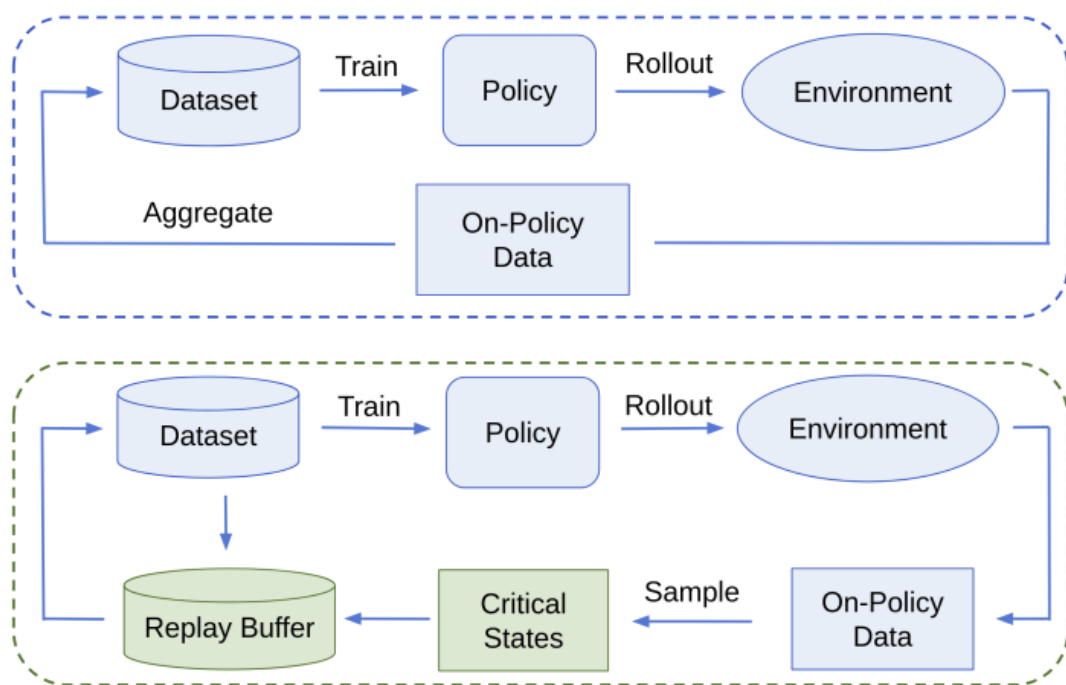 Train
Rollout
Dataset
Policy
Environment
Aggregate
On-Policy
Data
Train
Rollout
Dataset
Policy
Environment
Replay Buffer
Critical
States
Sample
On-Policy
Data